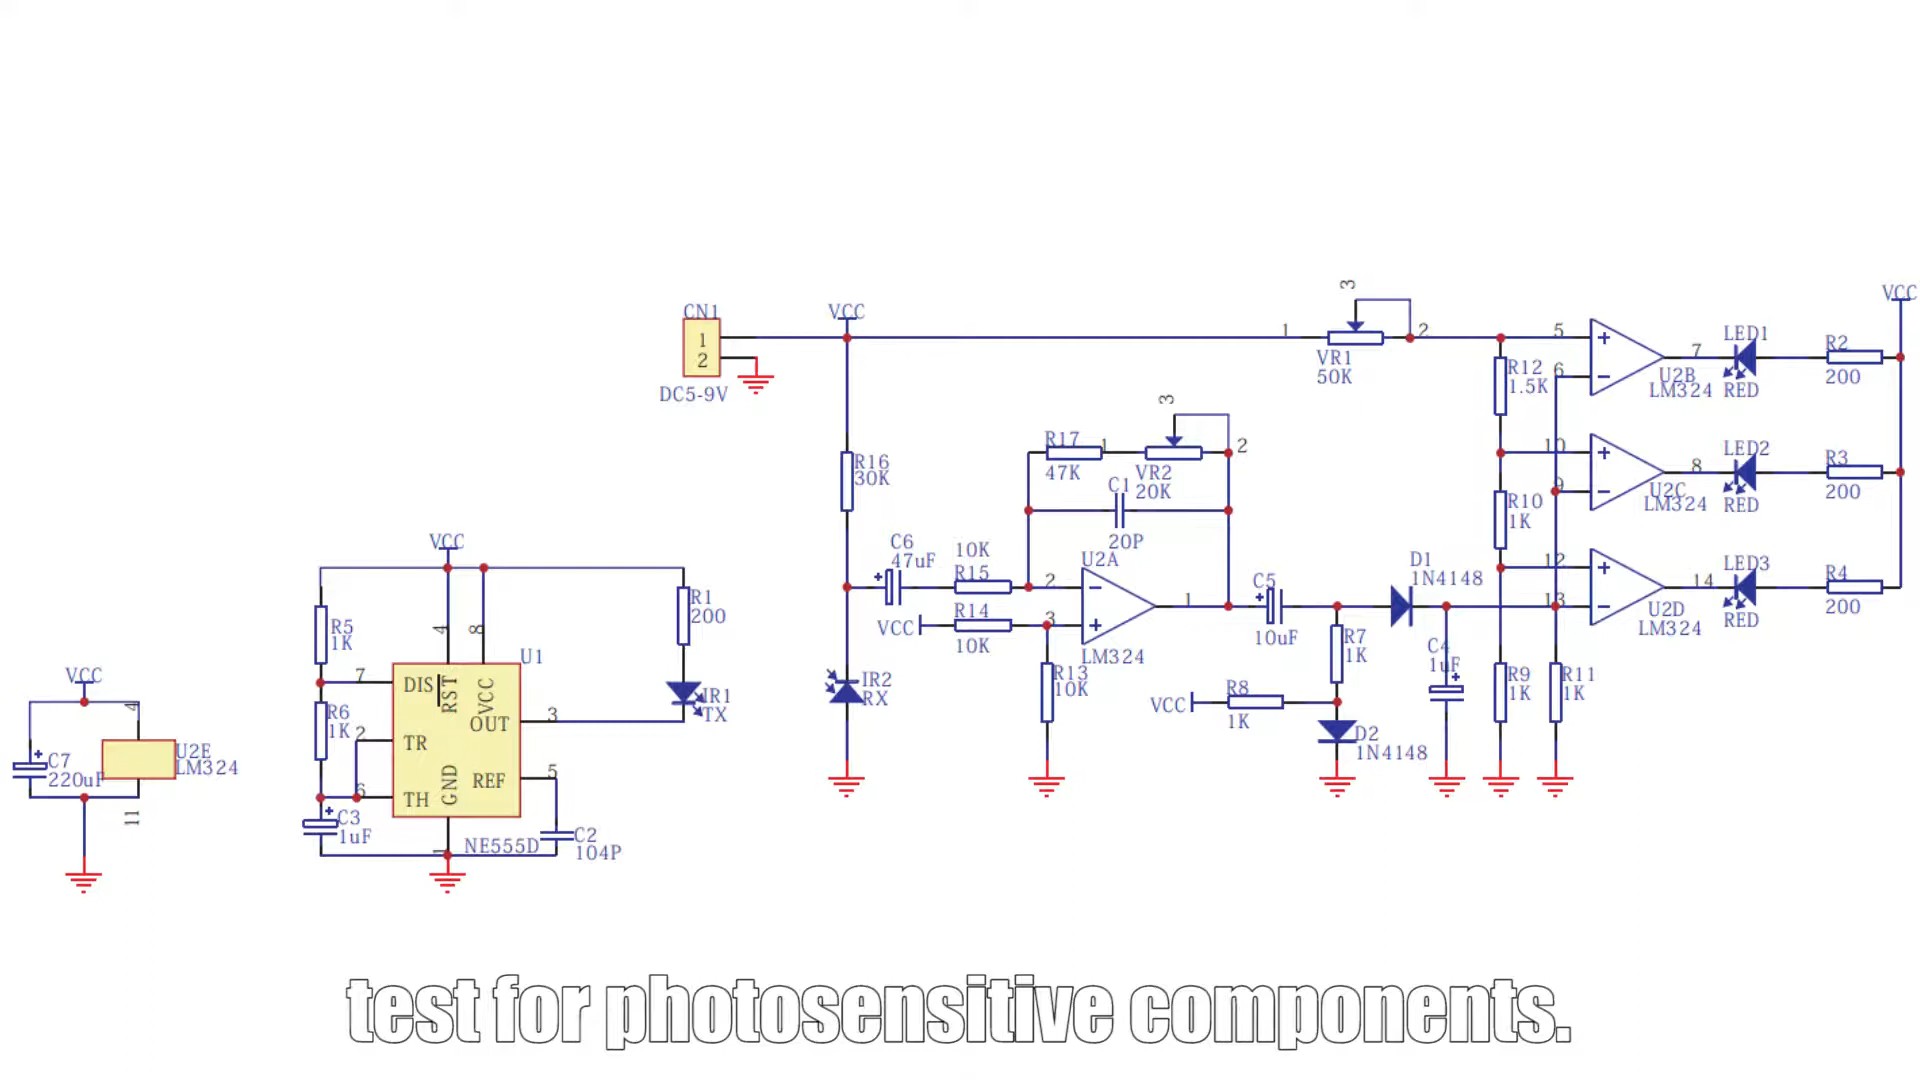 3
CN1
VCC
VCC
1
1
2
5
LED1
R2
2
VR1
R12
7
DC5-9V
50K
1.5K
6
U2B
LM324
RED
200
3
R17
1
2
10
LED2
R3
R16
30K
47K
VR2
8
C1
20K
9
U2C
LM324
RED
200
R10
1K
VCC
C6
47uF
10K
20P
U2A
D1
1N4148
12
LED3
R4
R15
2
C5
14
R1
200
R14
1
13
U2D
LM324
RED
200
VCC
3
10uF
R5
1K
4
8
10K
LM324
R7
1K
C4
1uF
U1
7
DIS
RST
VCC
IR1
TX
IR2
RX
R13
10K
R8
R9
1K
R11
1K
VCC
VCC
4
R6
1K
OUT
3
1K
D2
1N4148
2
TR
U2E
LM324
C7
220uF
GND
REF
5
6
TH
11
C3
1uF
1
NE555D
C2
104P
test for photosensitive components.